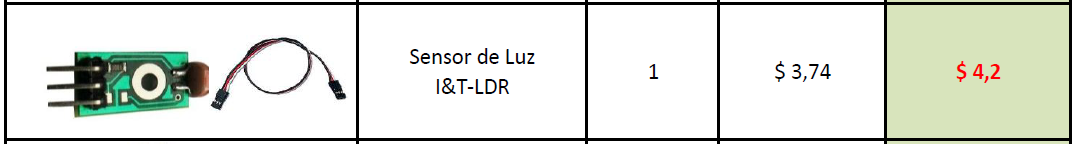 Sensor de Luz
I&T-LDR
1
$ 3,74
$ 4,2